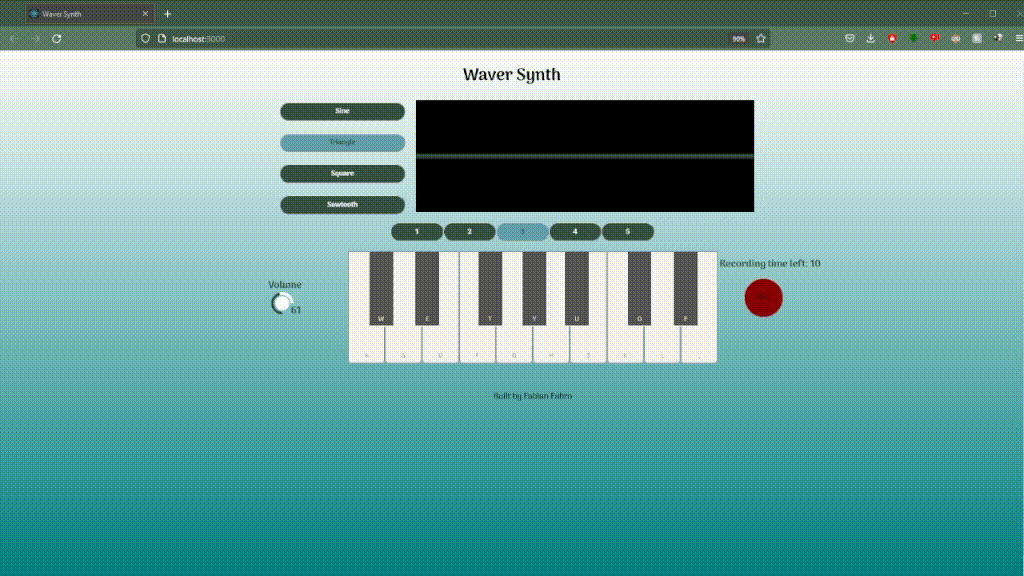 Waver Synth
localhost:3000
90%
Waver Synth
Sine
Triangle
Square
Sawtooth
1 2 3 4 5
Recording time left: 10
Volume
61
W E T Y U O P
A S D F G H J K L
Built by Fabian Fabro